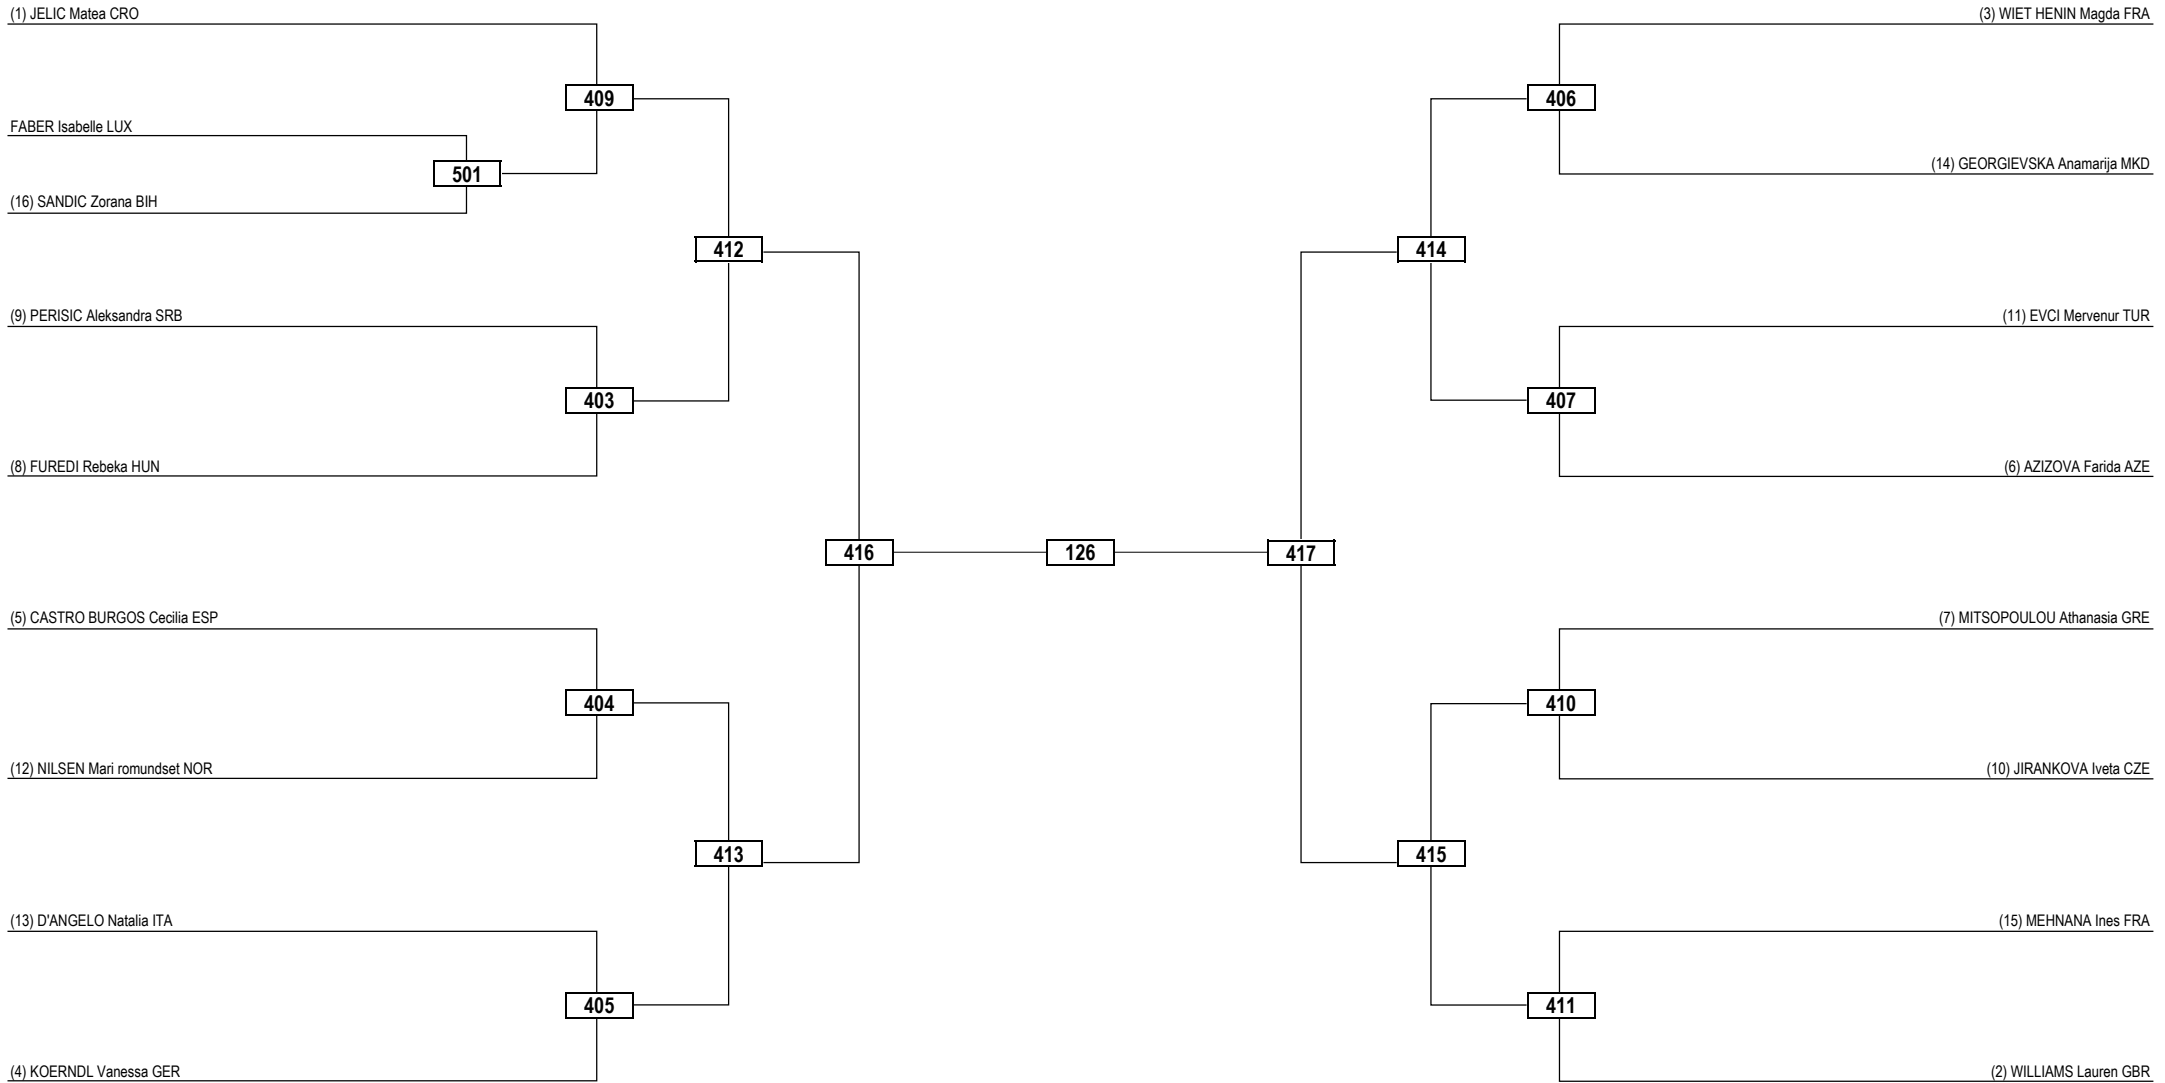 (1) JELIC Matea CRO
(3) WIET HENIN Magda FRA
409
406
FABER Isabelle LUX
501
(14) GEORGIEVSKA Anamarija MKD
(16) SANDIC Zorana BIH
412
414
(9) PERISIC Aleksandra SRB
(11) EVCI Mervenur TUR
403
407
(8) FUREDI Rebeka HUN
(6) AZIZOVA Farida AZE
416
126
417
(5) CASTRO BURGOS Cecilia ESP
(7) MITSOPOULOU Athanasia GRE
404
410
(12) NILSEN Mari romundset NOR
(10) JIRANKOVA Iveta CZE
413
415
(13) D'ANGELO Natalia ITA
(15) MEHNANA Ines FRA
405
411
(4) KOERNDL Vanessa GER
(2) WILLIAMS Lauren GBR